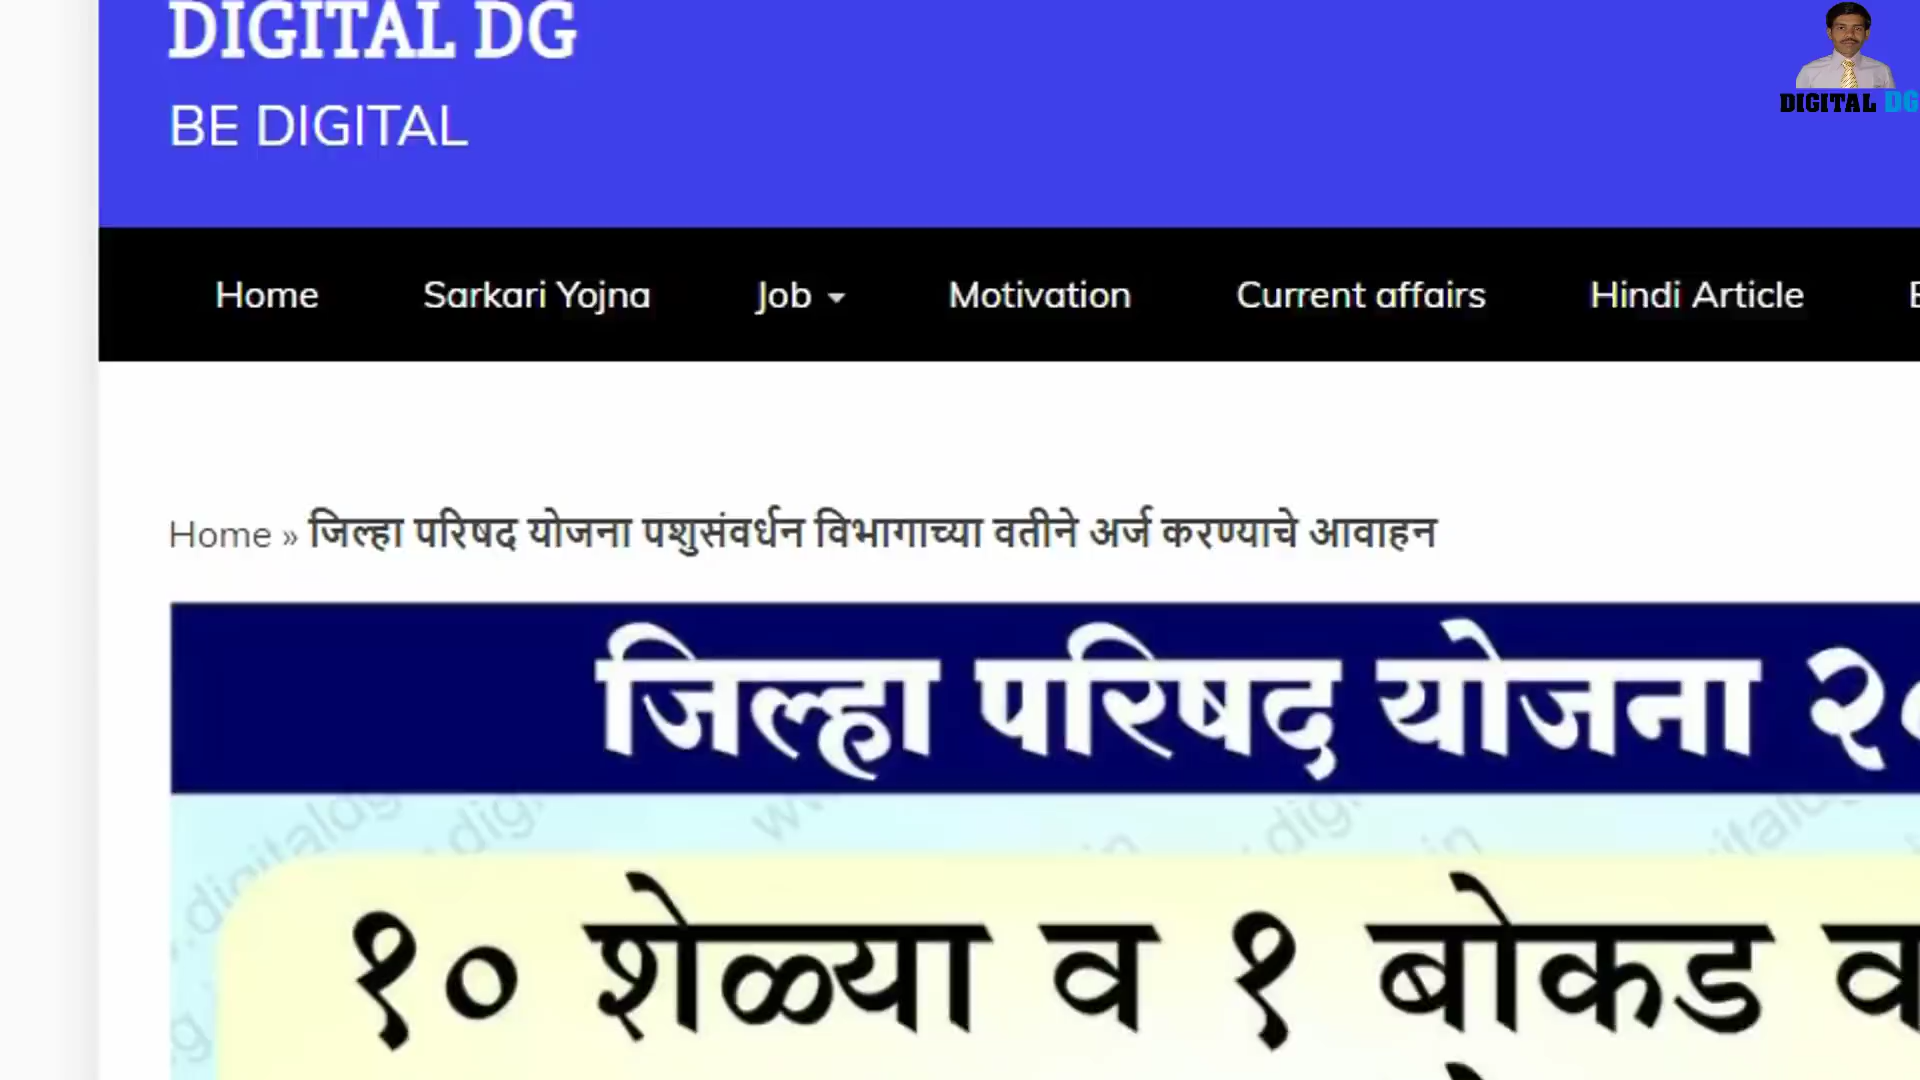 DIGITAL DG
BE DIGITAL
DIGITAL DG
Home Sarkari Yojna Job Motivation Current affairs Hindi Article
Home » जिल्हा परिषद योजना पशुसंवर्धन विभागाच्या वतीने अर्ज करण्याचे आवाहन
जिल्हा परिषद योजना
१० शेळ्या व १ बोकड